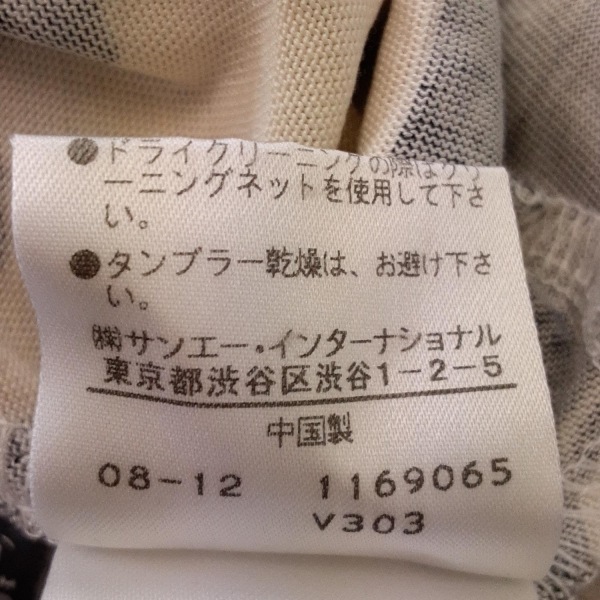 ●ドライクリーニングの際はクリ
ーニングネットを使用して下さ
い。
●タンブラー乾燥は、お避け下さ
い。
㈱サンエー・インターナショナル
東京都渋谷区渋谷1-2-5
中国製
08-12 1169065
V303